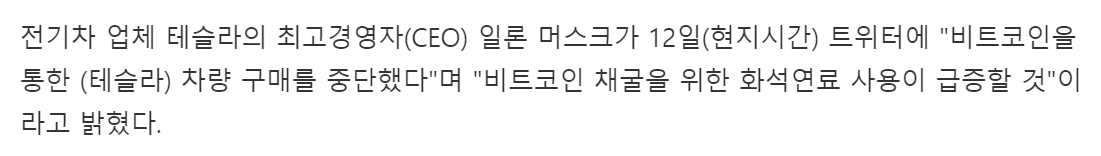 전기차 업체 테슬라의 최고경영자(CEO) 일론 머스크가 12일(현지시간) 트위터에 "비트코인을
통한 (테슬라) 차량 구매를 중단했다"며 "비트코인 채굴을 위한 화석연료 사용이 급증할 것"이
라고 밝혔다.